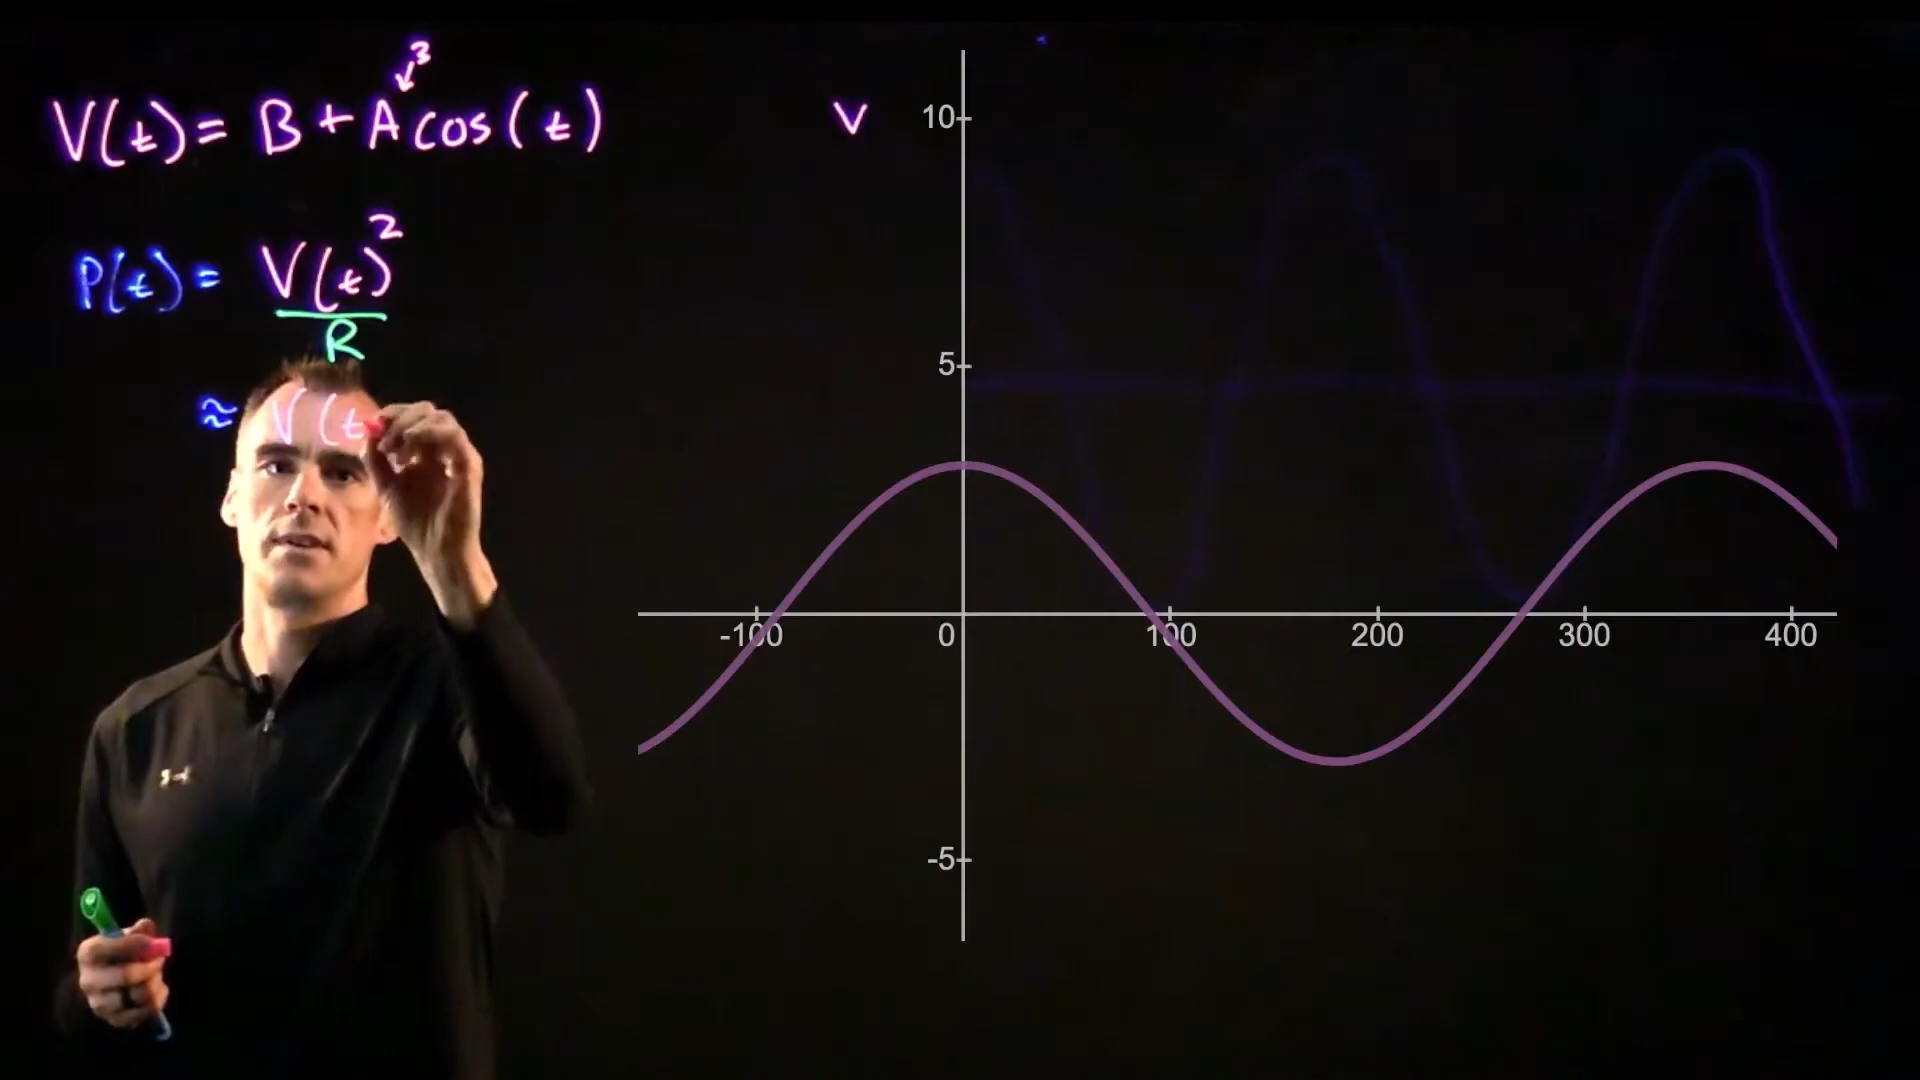 3
V(t) = B + A cos(t)
P(t) = V(t)²
R
≈ V(t
V
10
5
-100 0 100 200 300 400
-5